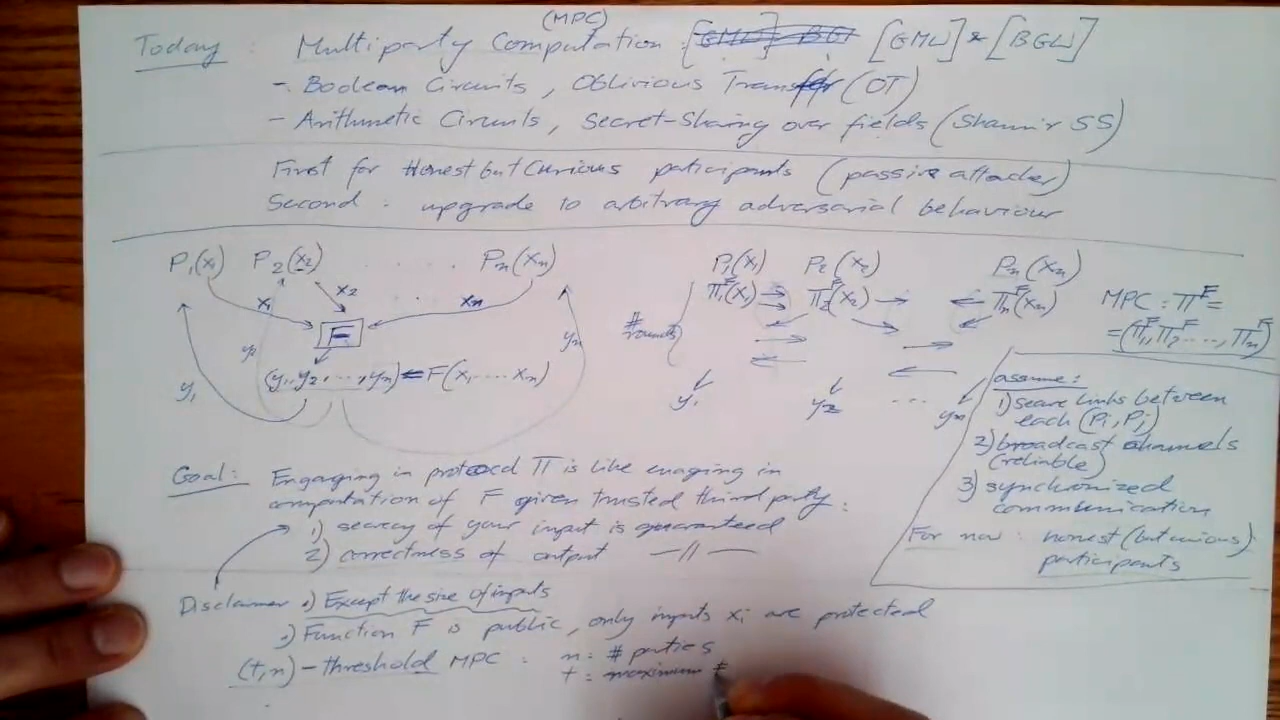 (MPC)
Today : Multiparty Computation : [GMW] & [BGW]
- Boolean Circuits, Oblivious Transfer (OT)
- Arithmetic Circuits, Secret-Sharing over fields (Shamir SS)
First for Honest but Curious participants (passive attacker)
Second : upgrade to arbitrary adversarial behaviour
P₁(x₁) P₂(x₂) . . . . Pₙ(xₙ)
x₁ x₂ xₙ
F
(y₁, y₂, ..., yₙ) ⇐ F(x₁ .... xₙ)
y₁ y₂ yₙ
P₁(x₁) P₂(x₂) Pₙ(xₙ)
Π₁ᶠ(x₁) Π₂ᶠ(x₂) Πₙᶠ(xₙ)
# rounds
y₁ y₂ ... yₙ
MPC : Πᶠ =
= (Π₁ᶠ, Π₂ᶠ ..., Πₙᶠ)
assume:
1) secure links between
each (Pi, Pj)
2) broadcast channels
(reliable)
3) synchronized
communication
For now : honest (but curious)
participants
Goal: Engaging in protocol Π is like enaging in
computation of F given trusted third party :
1) secrecy of your input is guaranteed
2) correctness of output —//—
Disclaimer .) Except the size of inputs
.) Function F is public, only inputs xi are protected
(t,n)-threshold MPC : n = # parties
t = maximum #